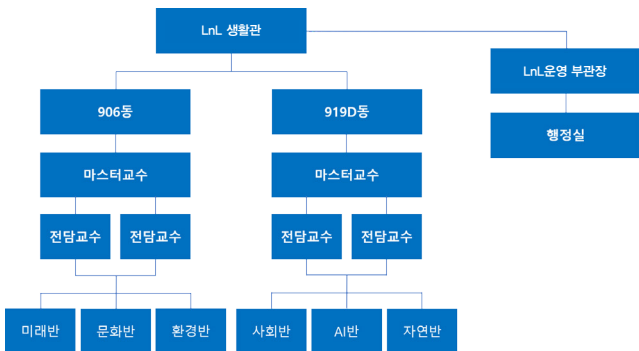 LnL 생활관
LnL운영 부관장
906동
919D동
행정실
마스터교수
마스터교수
전담교수
전담교수
전담교수
전담교수
미래반
문화반
환경반
사회반
AI반
자연반